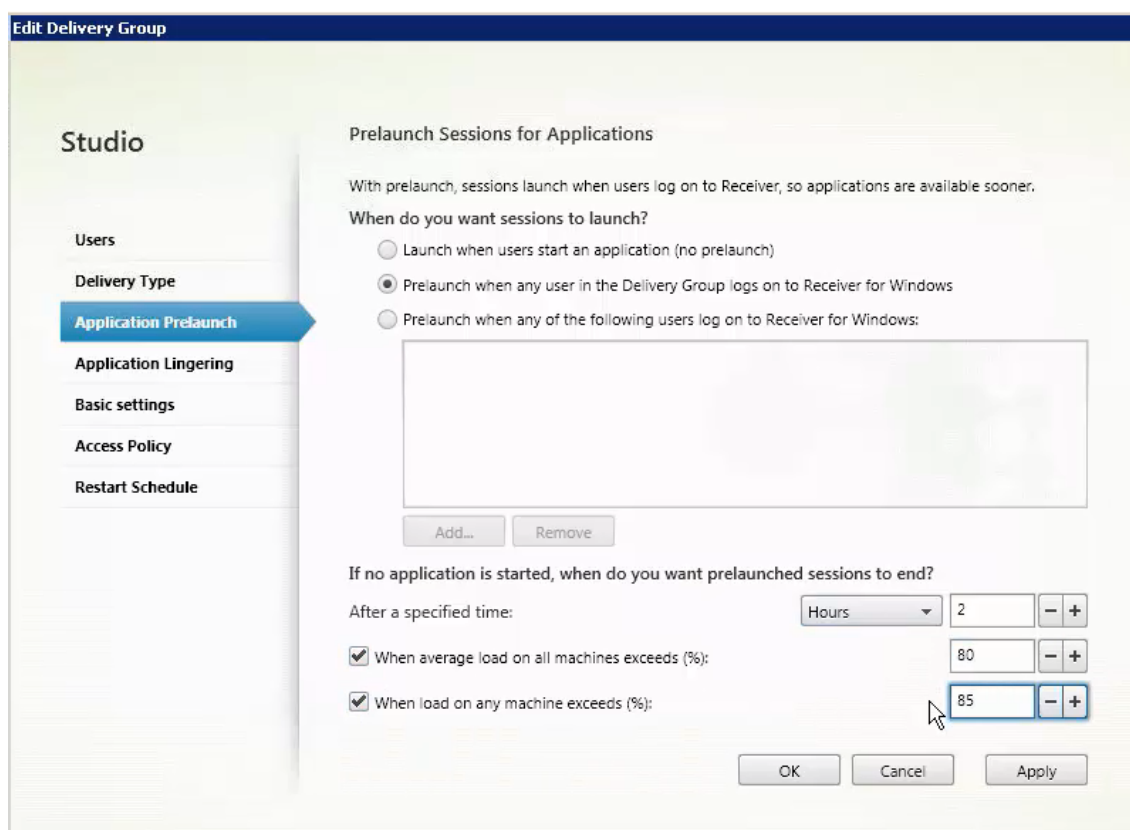 Edit Delivery Group
Studio
Users
Delivery Type
Application Prelaunch
Application Lingering
Basic settings
Access Policy
Restart Schedule
Prelaunch Sessions for Applications
With prelaunch, sessions launch when users log on to Receiver, so applications are available sooner.
When do you want sessions to launch?
Launch when users start an application (no prelaunch)
Prelaunch when any user in the Delivery Group logs on to Receiver for Windows
Prelaunch when any of the following users log on to Receiver for Windows:
Add... Remove
If no application is started, when do you want prelaunched sessions to end?
After a specified time: Hours 2 − +
When average load on all machines exceeds (%): 80 − +
When load on any machine exceeds (%): 85 − +
OK Cancel Apply